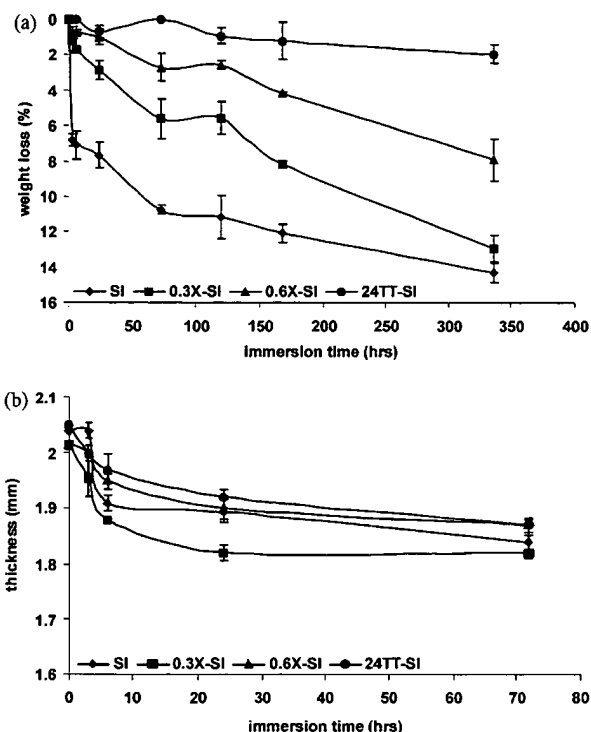 (a)
weight loss (%)
0
2
4
6
8
10
12
14
16
SI 0.3X-SI 0.6X-SI 24TT-SI
0 50 100 150 200 250 300 350 400
immersion time (hrs)
(b)
thickness (mm)
2.1
2
1.9
1.8
1.7
1.6
SI 0.3X-SI 0.6X-SI 24TT-SI
0 10 20 30 40 50 60 70 80
immersion time (hrs)